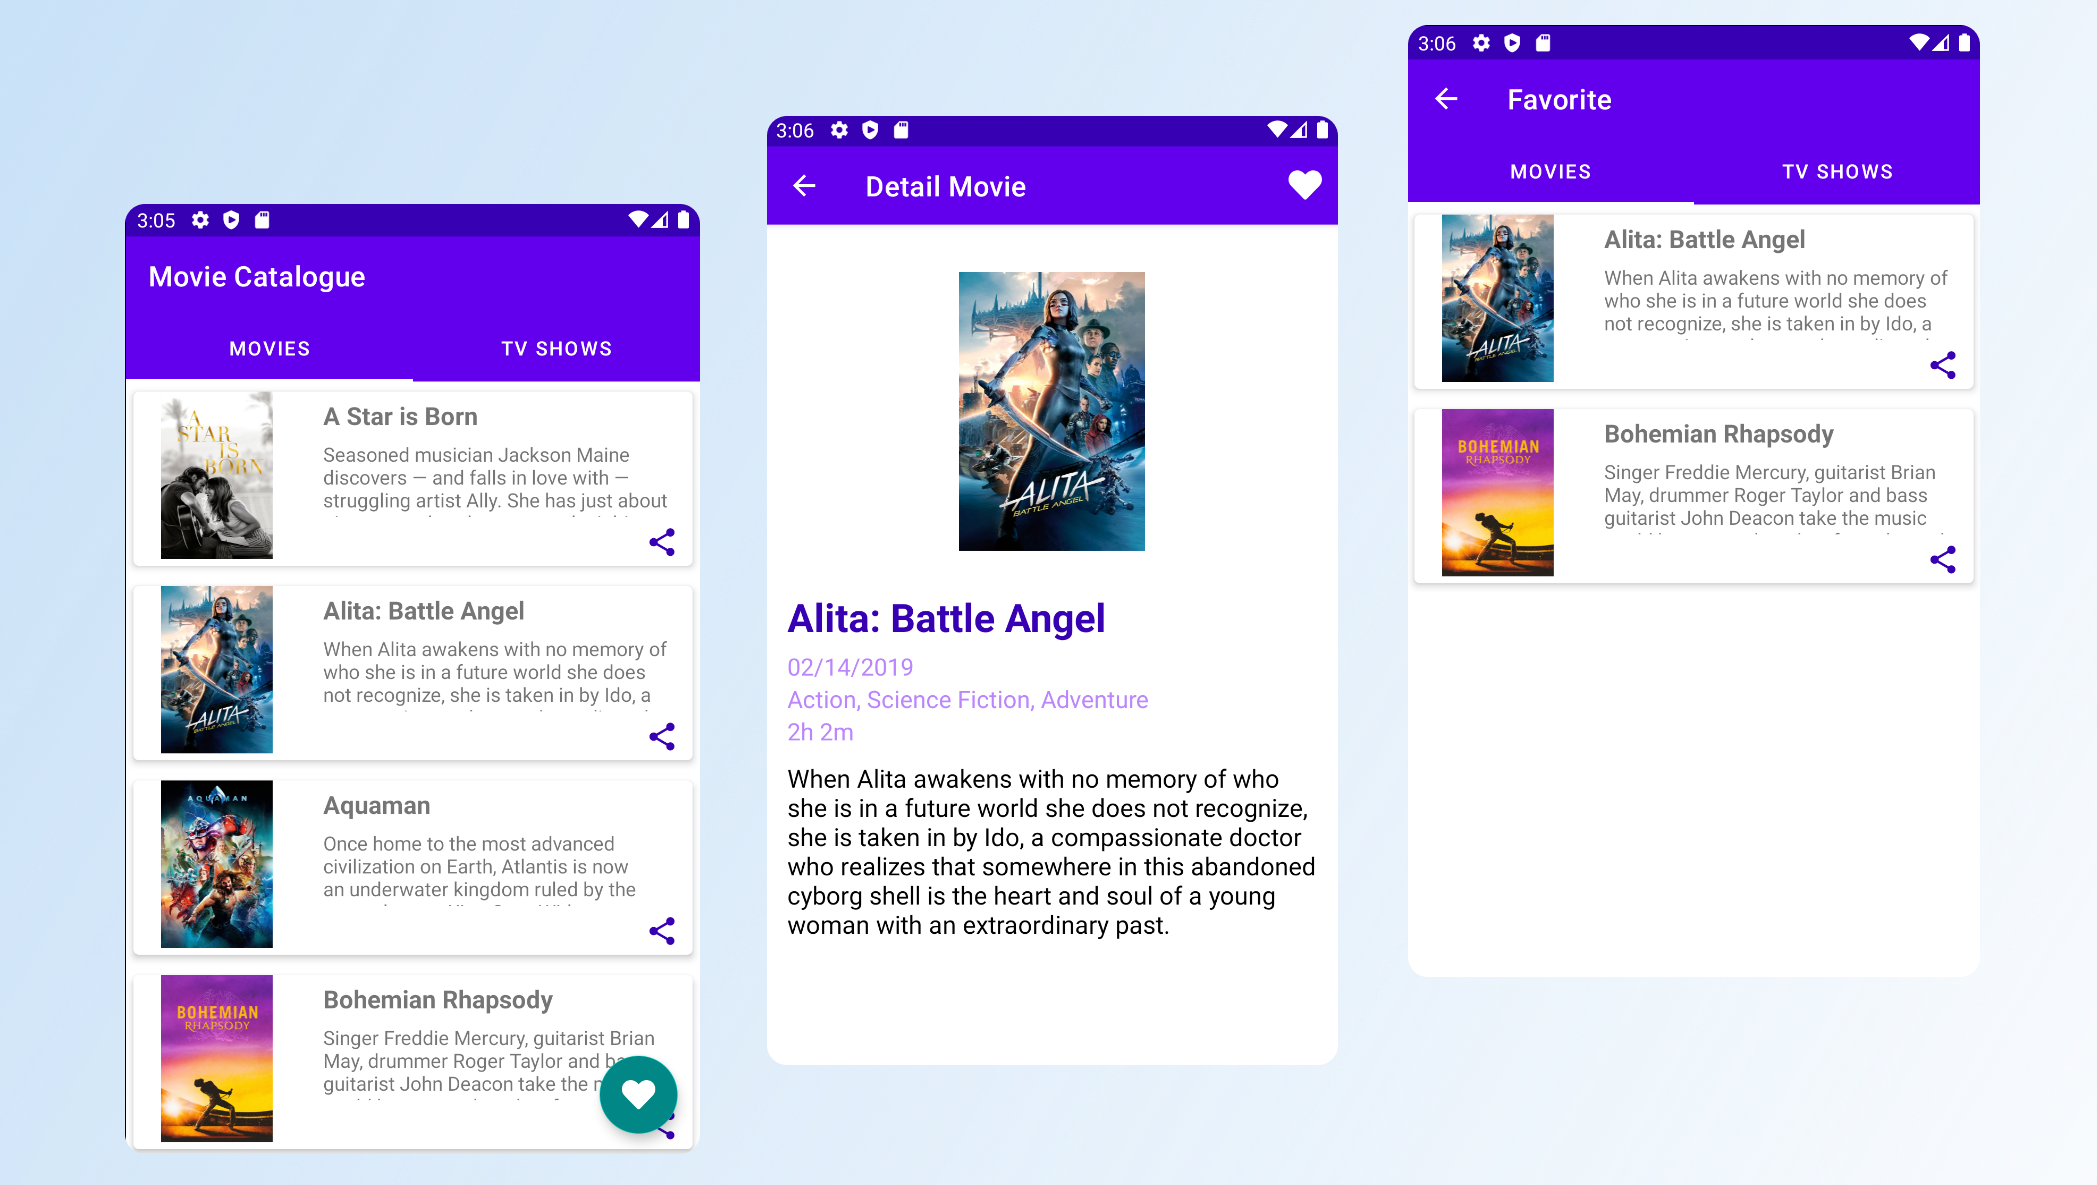 3:05
Movie Catalogue
MOVIES
TV SHOWS
A STAR IS BORN
A Star is Born
Seasoned musician Jackson Maine
discovers — and falls in love with —
struggling artist Ally. She has just about
ALITA
BATTLE ANGEL
Alita: Battle Angel
When Alita awakens with no memory of
who she is in a future world she does
not recognize, she is taken in by Ido, a
AQUAMAN
Aquaman
Once home to the most advanced
civilization on Earth, Atlantis is now
an underwater kingdom ruled by the
BOHEMIAN
RHAPSODY
Bohemian Rhapsody
Singer Freddie Mercury, guitarist Brian
May, drummer Roger Taylor and
guitarist John Deacon take the
3:06
Detail Movie
ALITA
BATTLE ANGEL
Alita: Battle Angel
02/14/2019
Action, Science Fiction, Adventure
2h 2m
When Alita awakens with no memory of who
she is in a future world she does not recognize,
she is taken in by Ido, a compassionate doctor
who realizes that somewhere in this abandoned
cyborg shell is the heart and soul of a young
woman with an extraordinary past.
3:06
Favorite
MOVIES
TV SHOWS
ALITA
BATTLE ANGEL
Alita: Battle Angel
When Alita awakens with no memory of
who she is in a future world she does
not recognize, she is taken in by Ido, a
BOHEMIAN
RHAPSODY
Bohemian Rhapsody
Singer Freddie Mercury, guitarist Brian
May, drummer Roger Taylor and bass
guitarist John Deacon take the music